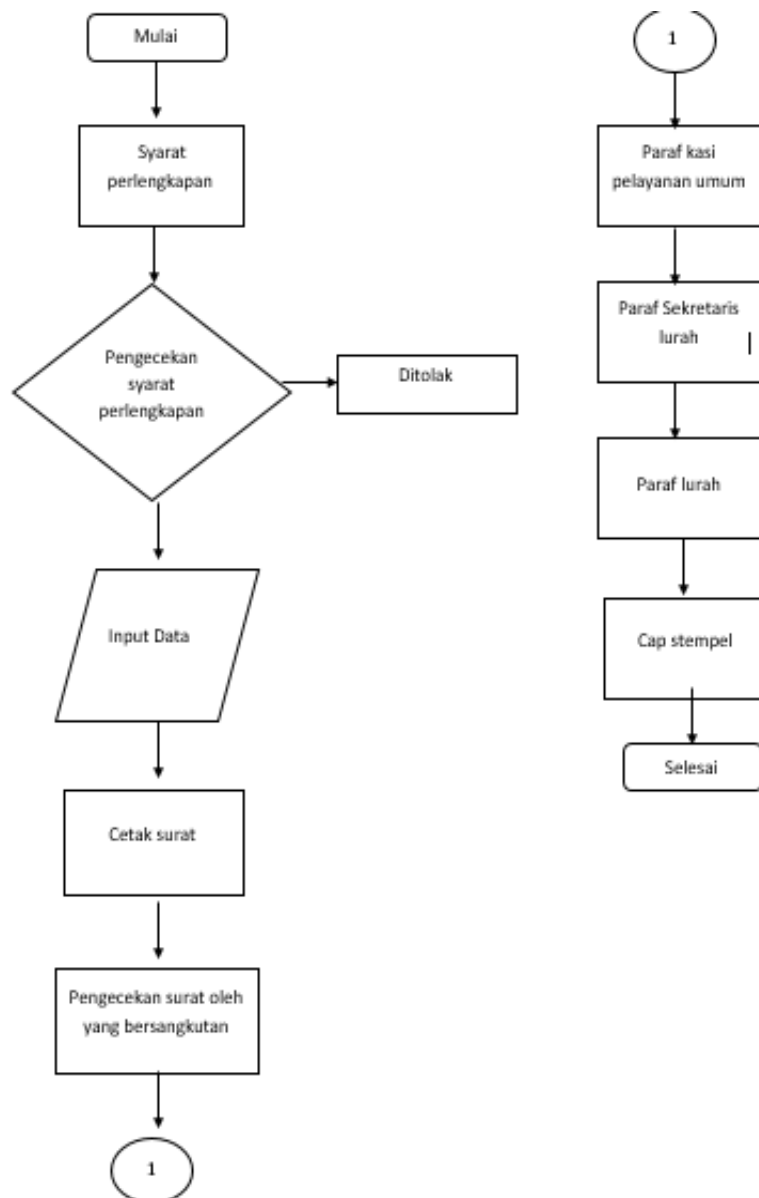 Mulai
Syarat
perlengkapan
Pengecekan
syarat
perlengkapan
Ditolak
Input Data
Cetak surat
Pengecekan surat oleh
yang bersangkutan
1
1
Paraf kasi
pelayanan umum
Paraf Sekretaris
lurah
Paraf lurah
Cap stempel
Selesai